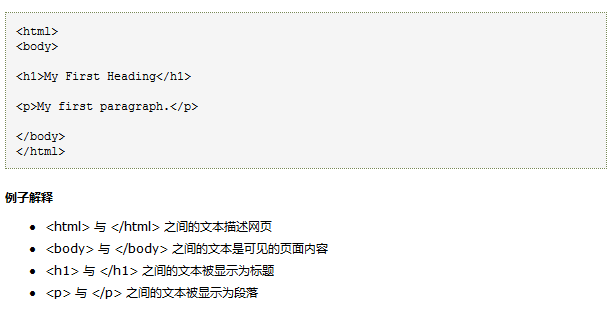 <html>
<body>
<h1>My First Heading</h1>
<p>My first paragraph.</p>
</body>
</html>
例子解释
<html> 与 </html> 之间的文本描述网页
<body> 与 </body> 之间的文本是可见的页面内容
<h1> 与 </h1> 之间的文本被显示为标题
<p> 与 </p> 之间的文本被显示为段落